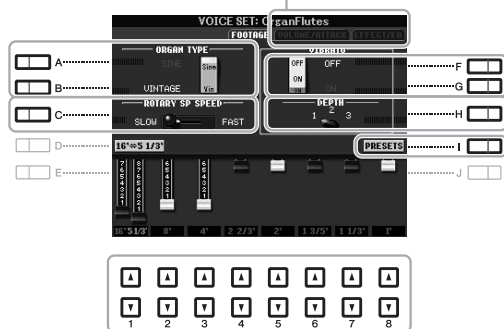 VOICE SET: OrganFlutes
FOOTAGE VOLUME/ATTACK EFFECT/EQ
ORGAN TYPE VIBRATO
A SINE Sine OFF OFF F
B VINTAGE Vin ON ON G
ROTARY SP SPEED DEPTH
C SLOW FAST 1 2 3 H
D 16'⇔5 1/3' PRESETS I
E J
16' 5 1/3' 8' 4' 2 2/3' 2' 1 3/5' 1 1/3' 1'
1 2 3 4 5 6 7 8